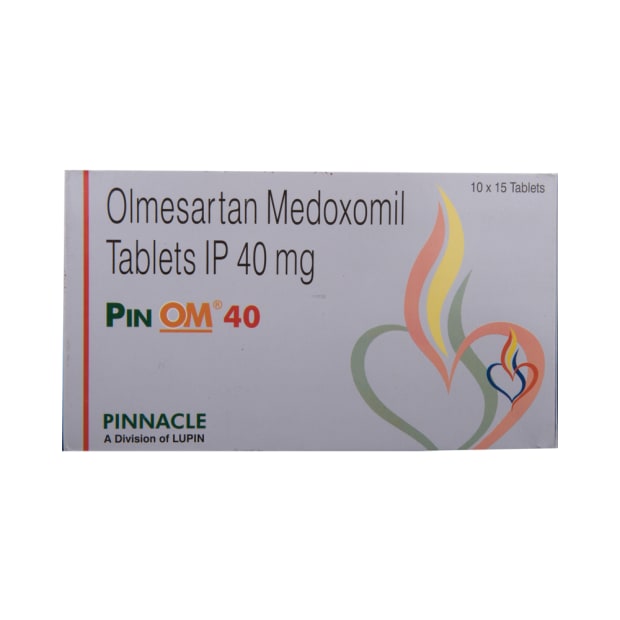 10 x 15 Tablets
Olmesartan Medoxomil
Tablets IP 40 mg
PIN OM® 40
PINNACLE
A Division of LUPIN